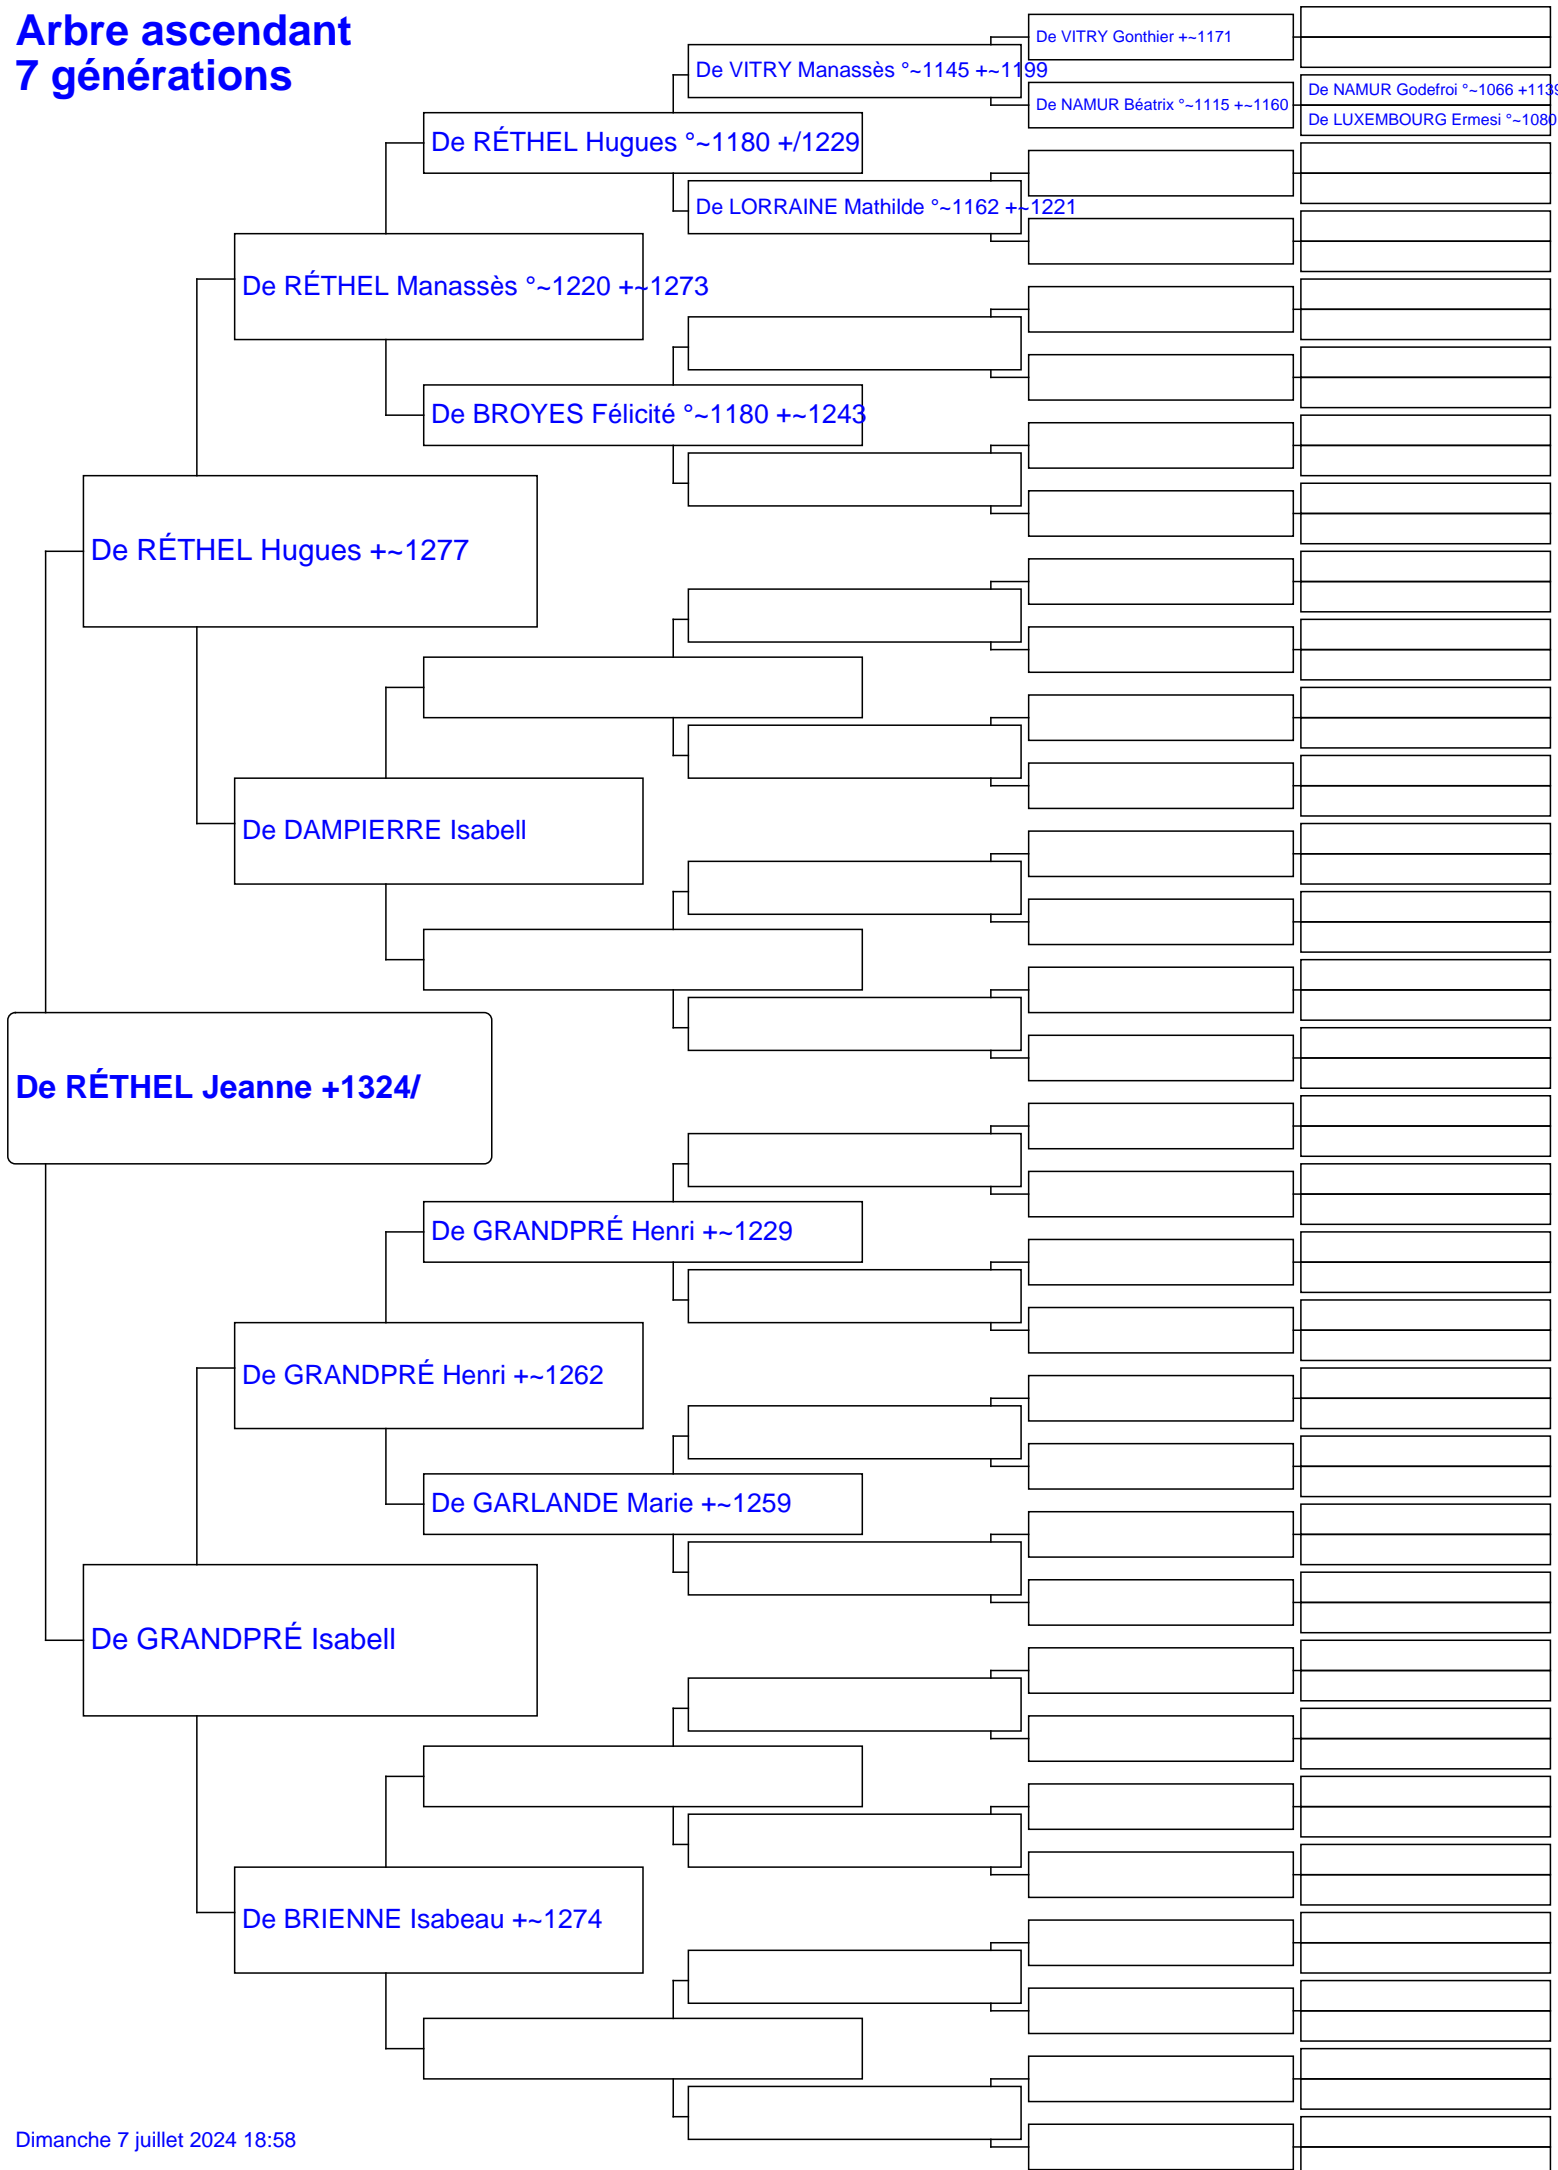 Arbre ascendant
7 générations
De VITRY Gonthier +~1171
De VITRY Manassès °~1145 +~1199
De NAMUR Godefroi °~1066 +1139
De NAMUR Béatrix °~1115 +~1160
De LUXEMBOURG Ermesi °~1080
De RÉTHEL Hugues °~1180 +/1229
De LORRAINE Mathilde °~1162 +~1221
De RÉTHEL Manassès °~1220 +~1273
De BROYES Félicité °~1180 +~1243
De RÉTHEL Hugues +~1277
De DAMPIERRE Isabell
De RÉTHEL Jeanne +1324/
De GRANDPRÉ Henri +~1229
De GRANDPRÉ Henri +~1262
De GARLANDE Marie +~1259
De GRANDPRÉ Isabell
De BRIENNE Isabeau +~1274
Dimanche 7 juillet 2024 18:58